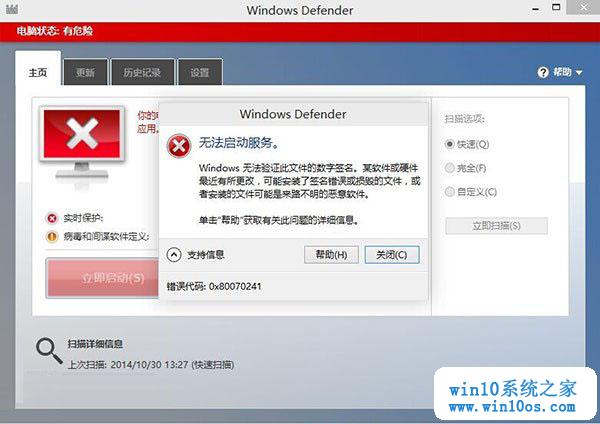 Windows Defender
电脑状态: 有危险
主页
更新
历史记录
设置
帮助
你的电
应用。
Windows Defender
无法启动服务。
Windows 无法验证此文件的数字签名。某软件或硬件
最近有所更改，可能安装了签名错误或损毁的文件，或
者安装的文件可能是来路不明的恶意软件。
单击"帮助"获取有关此问题的详细信息。
支持信息
帮助(H)
关闭(C)
错误代码: 0x80070241
扫描选项:
快速(Q)
完全(F)
自定义(C)
立即扫描(S)
实时保护:
病毒和间谍软件定义:
立即启动(S)
扫描详细信息
上次扫描: 2014/10/30 13:27 (快速扫描)
win10系统之家
www.win10os.com